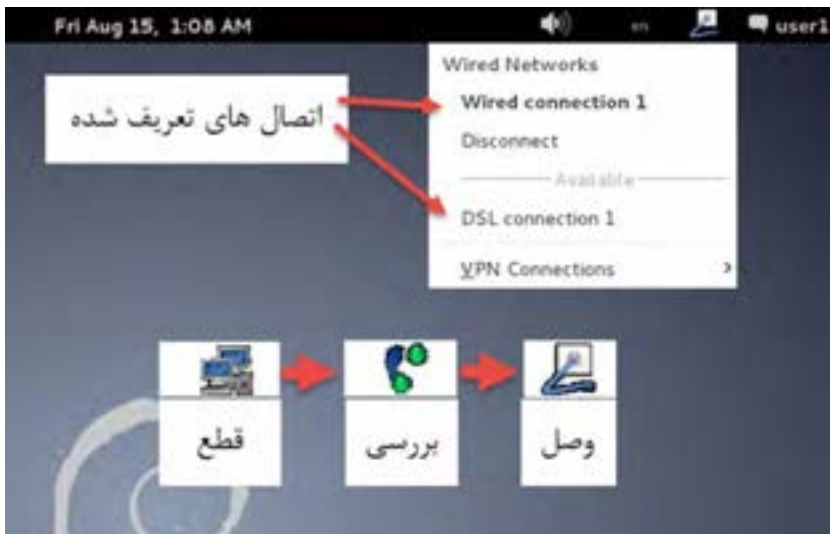 Fri Aug 15, 1:08 AM
en
user1
Wired Networks
Wired connection 1
Disconnect
Available
DSL connection 1
VPN Connections
اتصال های تعریف شده
قطع
بررسی
وصل